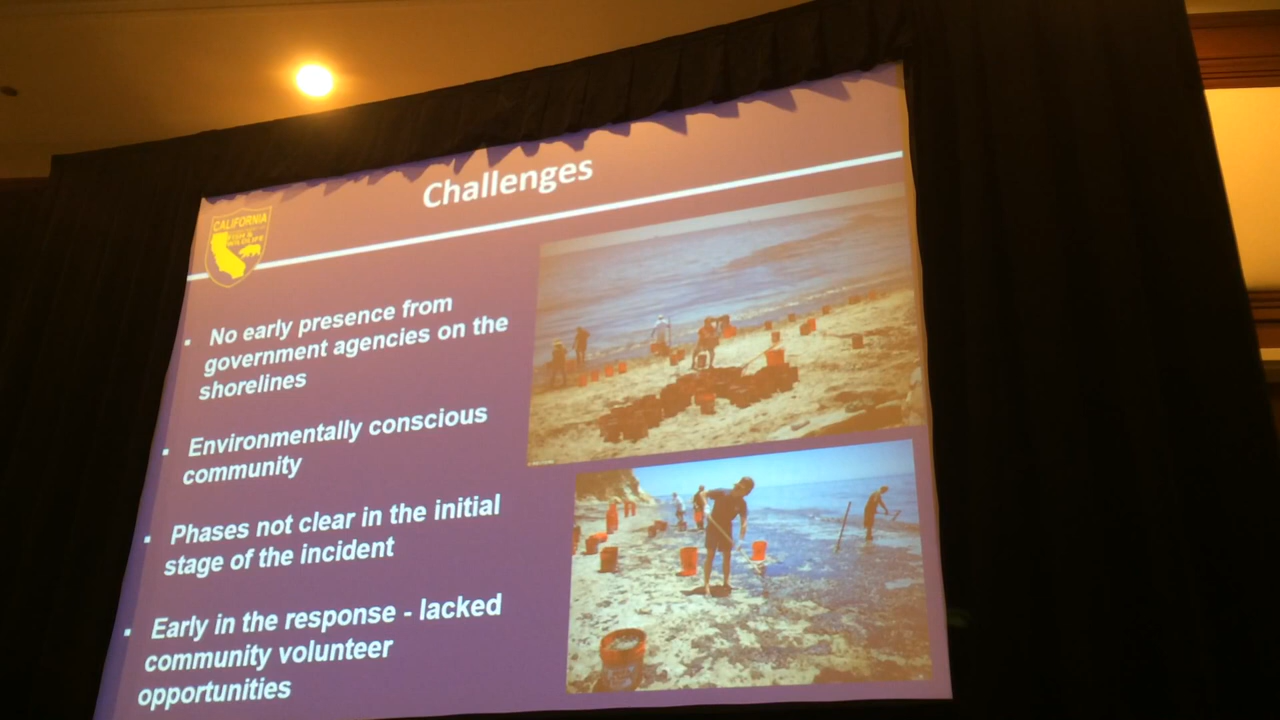 Challenges
CALIFORNIA
FISH &
WILDLIFE
No early presence from
government agencies on the
shorelines
Environmentally conscious
community
Phases not clear in the initial
stage of the incident
Early in the response - lacked
community volunteer
opportunities